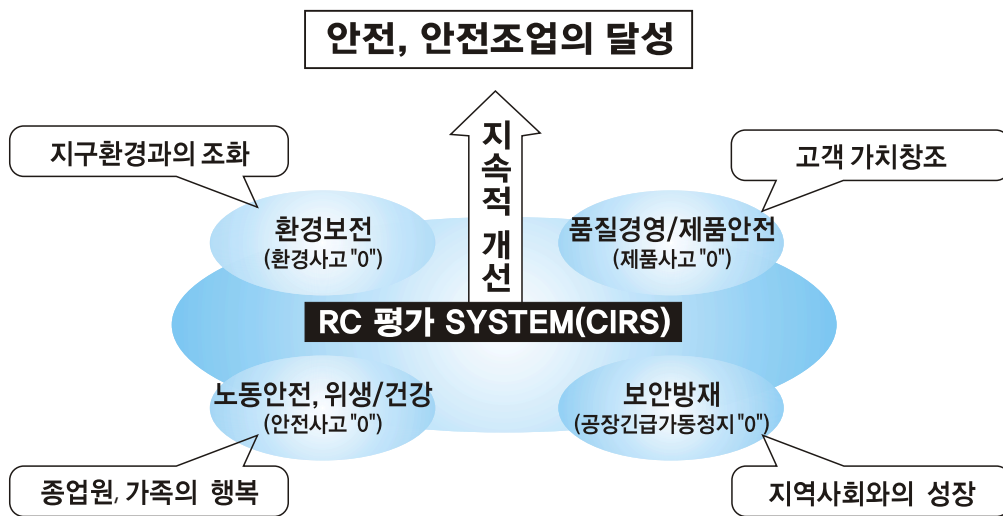 안전, 안전조업의 달성
지속적 개선
지구환경과의 조화
고객 가치창조
환경보전
(환경사고 "0")
품질경영/제품안전
(제품사고 "0")
RC 평가 SYSTEM(CIRS)
노동안전, 위생/건강
(안전사고 "0")
보안방재
(공장긴급가동정지 "0")
종업원, 가족의 행복
지역사회와의 성장